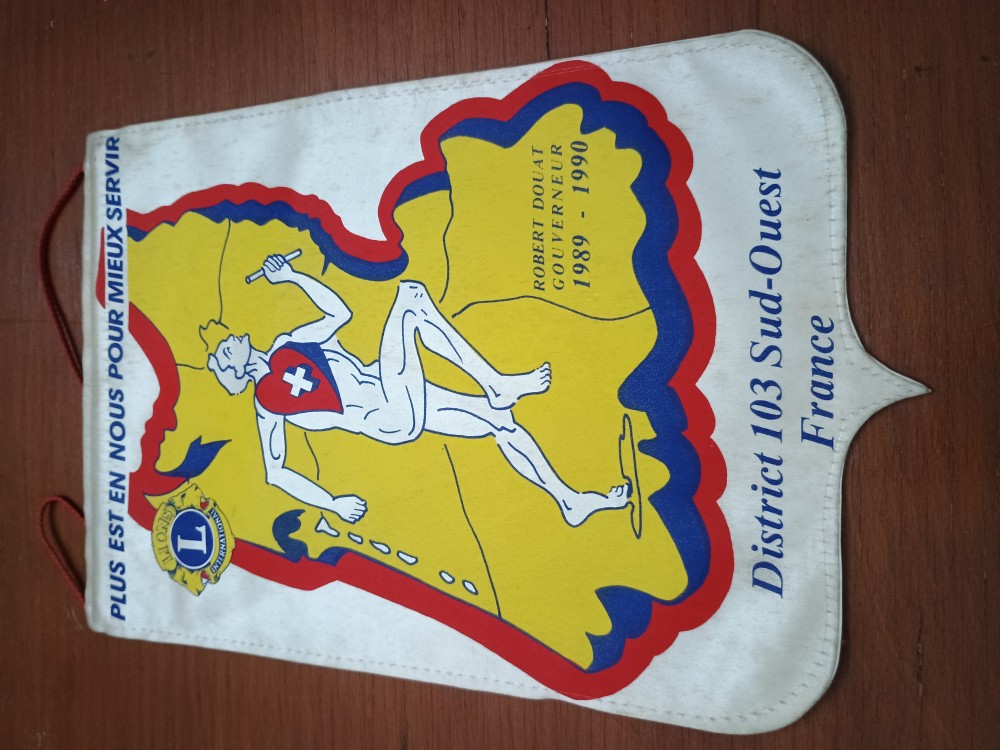 PLUS EST EN NOUS POUR MIEUX SERVIR
LIONS
L
INTERNATIONAL
ROBERT DOUAT
GOUVERNEUR
1989 - 1990
District 103 Sud-Ouest
France